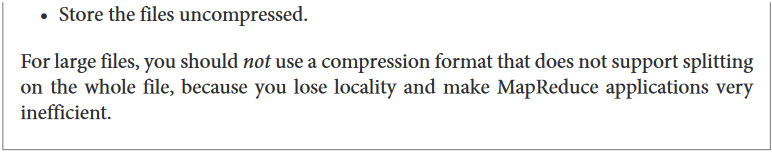 • Store the files uncompressed.
For large files, you should not use a compression format that does not support splitting
on the whole file, because you lose locality and make MapReduce applications very
inefficient.